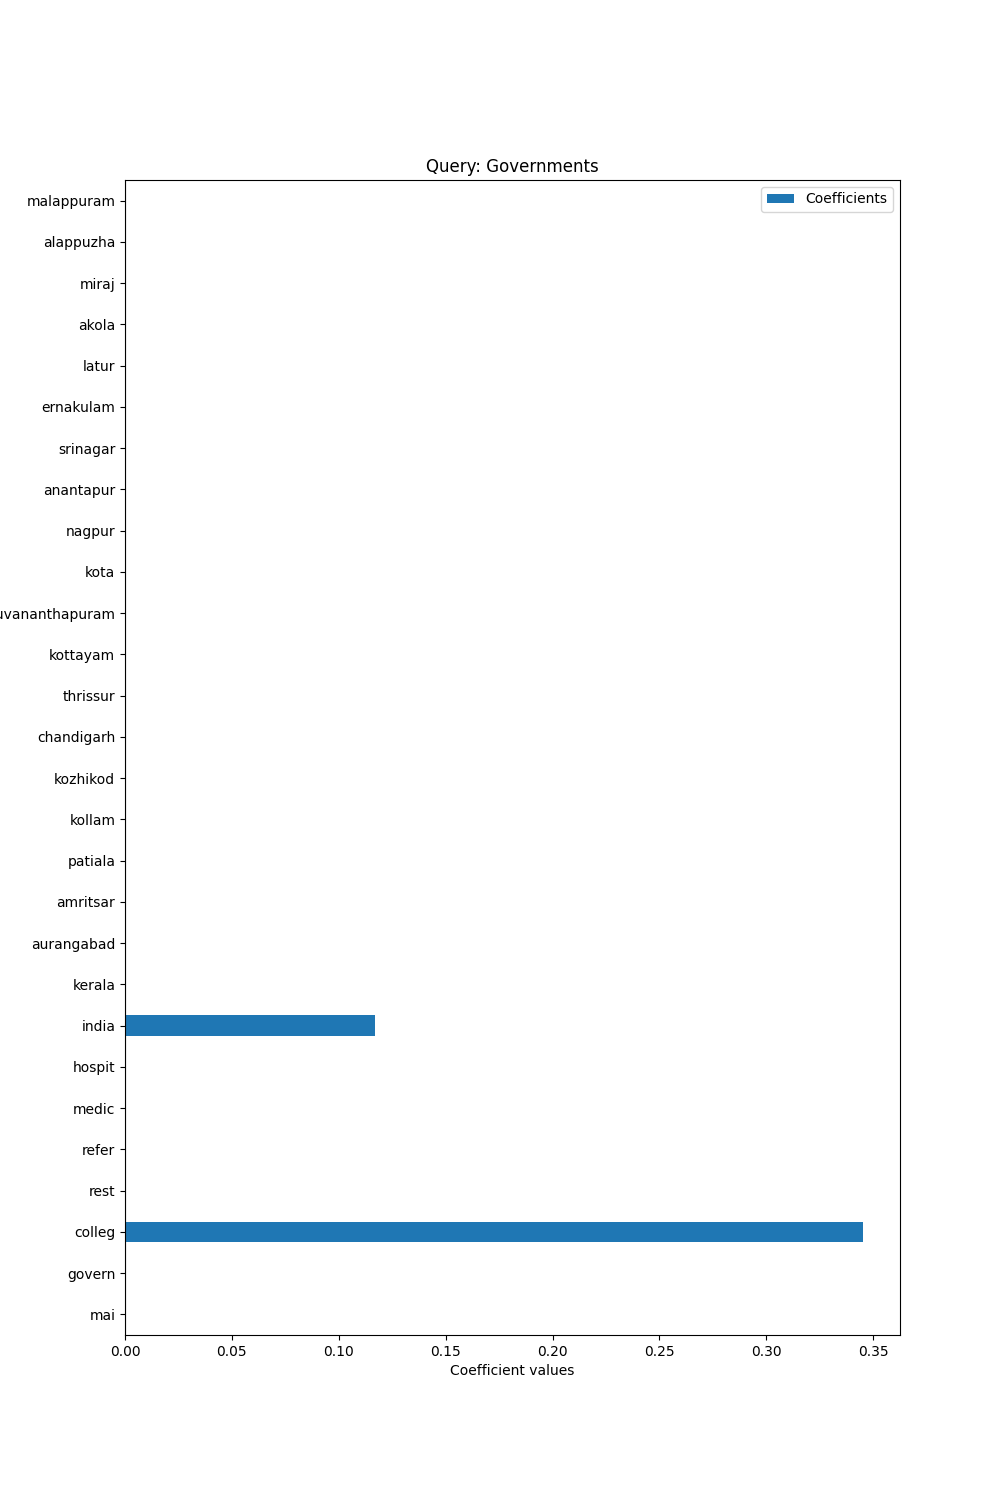 Query: Governments
Coefficients
malappuram
alappuzha
miraj
akola
latur
ernakulam
srinagar
anantapur
nagpur
kota
uvananthapuram
kottayam
thrissur
chandigarh
kozhikod
kollam
patiala
amritsar
aurangabad
kerala
india
hospit
medic
refer
rest
colleg
govern
mai
0.00 0.05 0.10 0.15 0.20 0.25 0.30 0.35
Coefficient values